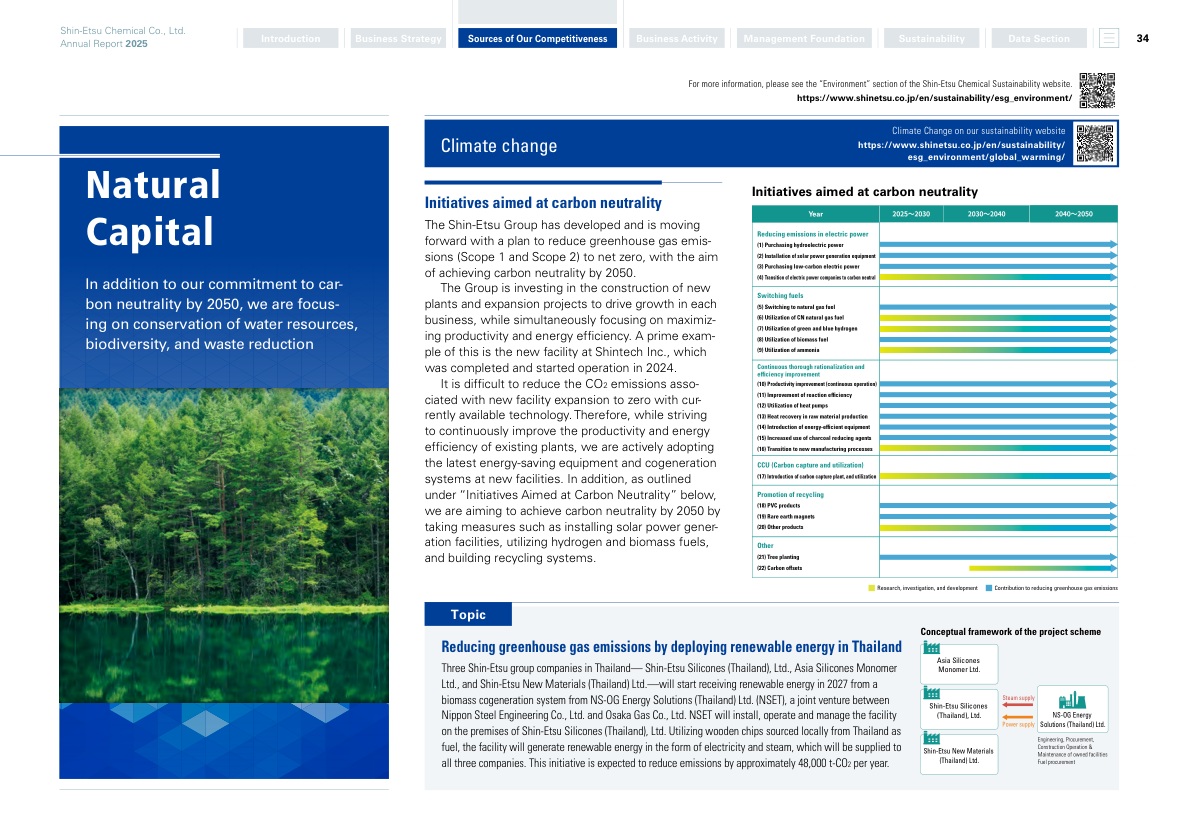 Shin-Etsu Chemical Co., Ltd.
Annual Report 2025
Introduction
Business Strategy
Sources of Our Competitiveness
Business Activity
Management Foundation
Sustainability
Data Section
34
For more information, please see the “Environment” section of the Shin-Etsu Chemical Sustainability website.
https://www.shinetsu.co.jp/en/sustainability/esg_environment/
Natural
Capital
In addition to our commitment to car-
bon neutrality by 2050, we are focus-
ing on conservation of water resources,
biodiversity, and waste reduction
Climate change
Climate Change on our sustainability website
https://www.shinetsu.co.jp/en/sustainability/
esg_environment/global_warming/
Initiatives aimed at carbon neutrality
The Shin-Etsu Group has developed and is moving
forward with a plan to reduce greenhouse gas emis-
sions (Scope 1 and Scope 2) to net zero, with the aim
of achieving carbon neutrality by 2050.
The Group is investing in the construction of new
plants and expansion projects to drive growth in each
business, while simultaneously focusing on maximiz-
ing productivity and energy efficiency. A prime exam-
ple of this is the new facility at Shintech Inc., which
was completed and started operation in 2024.
It is difficult to reduce the CO2 emissions asso-
ciated with new facility expansion to zero with cur-
rently available technology. Therefore, while striving
to continuously improve the productivity and energy
efficiency of existing plants, we are actively adopting
the latest energy-saving equipment and cogeneration
systems at new facilities. In addition, as outlined
under “Initiatives Aimed at Carbon Neutrality” below,
we are aiming to achieve carbon neutrality by 2050 by
taking measures such as installing solar power gener-
ation facilities, utilizing hydrogen and biomass fuels,
and building recycling systems.
Initiatives aimed at carbon neutrality
Year
2025～2030
2030～2040
2040～2050
Reducing emissions in electric power
(1) Purchasing hydroelectric power
(2) Installation of solar power generation equipment
(3) Purchasing low-carbon electric power
(4) Transition of electric power companies to carbon neutral
Switching fuels
(5) Switching to natural gas fuel
(6) Utilization of CN natural gas fuel
(7) Utilization of green and blue hydrogen
(8) Utilization of biomass fuel
(9) Utilization of ammonia
Continuous thorough rationalization and
efficiency improvement
(10) Productivity improvement (continuous operation)
(11) Improvement of reaction efficiency
(12) Utilization of heat pumps
(13) Heat recovery in raw material production
(14) Introduction of energy-efficient equipment
(15) Increased use of charcoal reducing agents
(16) Transition to new manufacturing processes
CCU (Carbon capture and utilization)
(17) Introduction of carbon capture plant, and utilization
Promotion of recycling
(18) PVC products
(19) Rare earth magnets
(20) Other products
Other
(21) Tree planting
(22) Carbon offsets
Research, investigation, and development
Contribution to reducing greenhouse gas emissions
Topic
Reducing greenhouse gas emissions by deploying renewable energy in Thailand
Three Shin-Etsu group companies in Thailand— Shin-Etsu Silicones (Thailand), Ltd., Asia Silicones Monomer
Ltd., and Shin-Etsu New Materials (Thailand) Ltd.—will start receiving renewable energy in 2027 from a
biomass cogeneration system from NS-OG Energy Solutions (Thailand) Ltd. (NSET), a joint venture between
Nippon Steel Engineering Co., Ltd. and Osaka Gas Co., Ltd. NSET will install, operate and manage the facility
on the premises of Shin-Etsu Silicones (Thailand), Ltd. Utilizing wooden chips sourced locally from Thailand as
fuel, the facility will generate renewable energy in the form of electricity and steam, which will be supplied to
all three companies. This initiative is expected to reduce emissions by approximately 48,000 t-CO2 per year.
Conceptual framework of the project scheme
Asia Silicones
Monomer Ltd.
Shin-Etsu Silicones
(Thailand), Ltd.
Shin-Etsu New Materials
(Thailand) Ltd.
Steam supply
Power supply
NS-OG Energy
Solutions (Thailand) Ltd.
Engineering, Procurement,
Construction Operation &
Maintenance of owned facilities
Fuel procurement